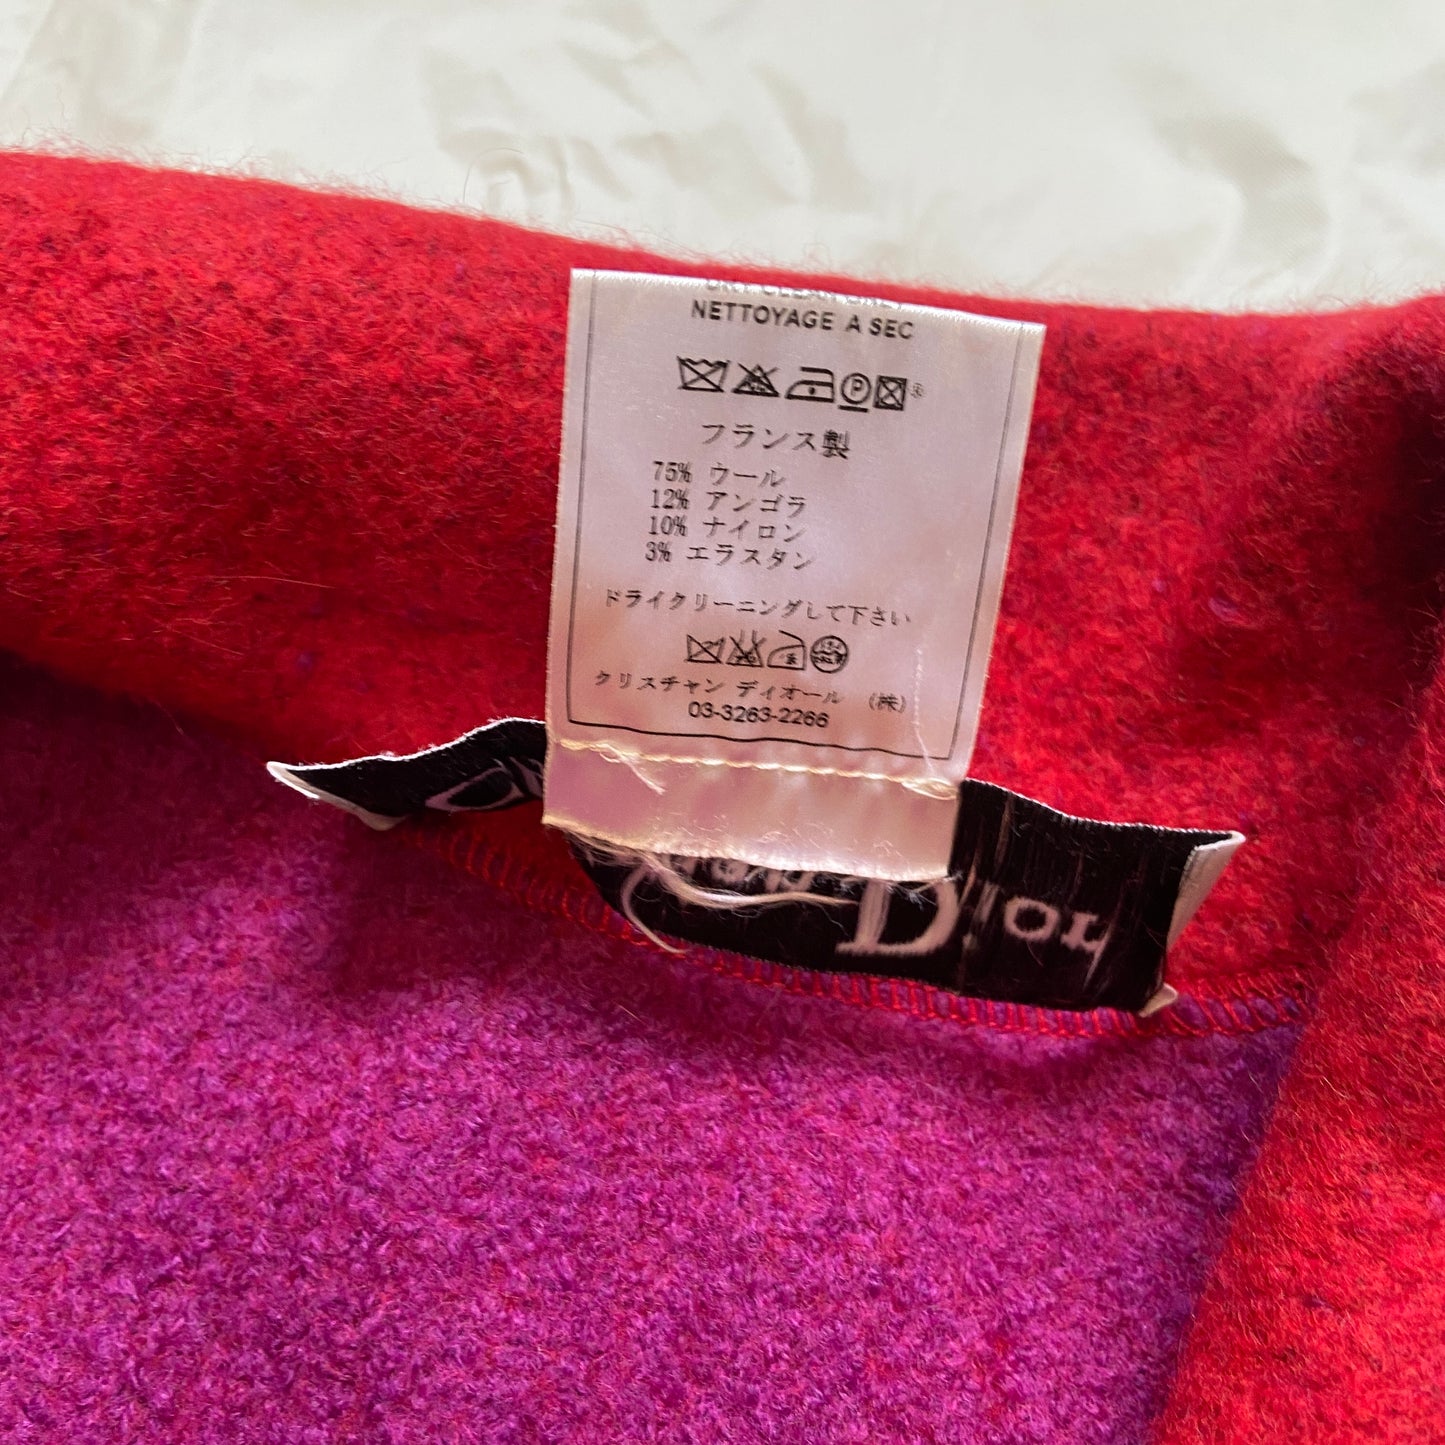 DRY CLEAN ONLY
NETTOYAGE A SEC
P
フランス製
75% ウール
12% アンゴラ
10% ナイロン
3% エラスタン
ドライクリーニングして下さい
クリスチャン ディオール (株)
03-3263-2266
Dior